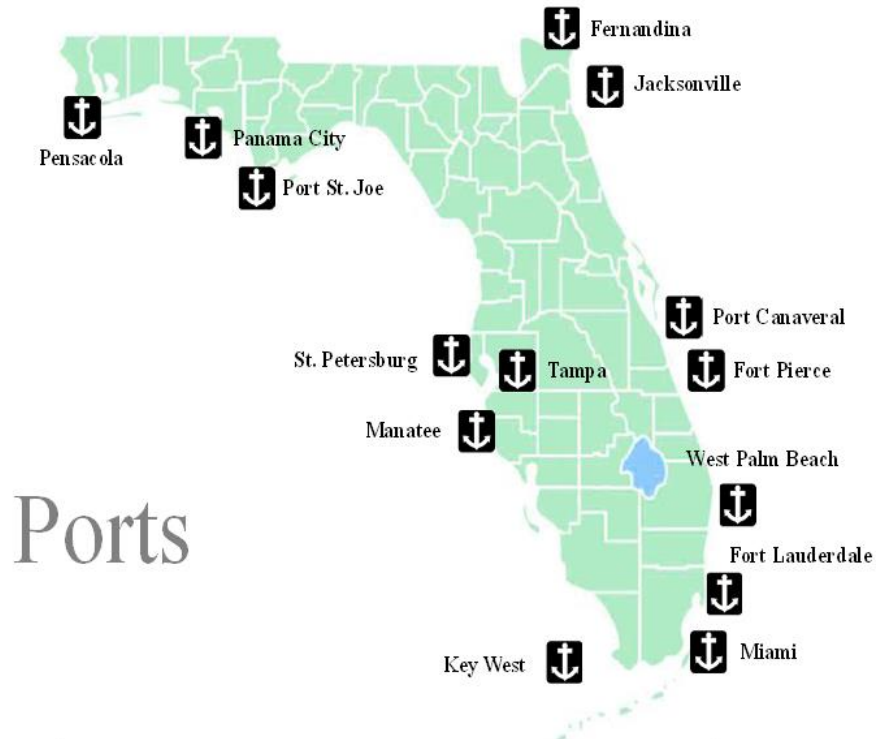 Fernandina
Jacksonville
Pensacola
Panama City
Port St. Joe
Port Canaveral
St. Petersburg
Tampa
Fort Pierce
Manatee
West Palm Beach
Ports
Fort Lauderdale
Key West
Miami